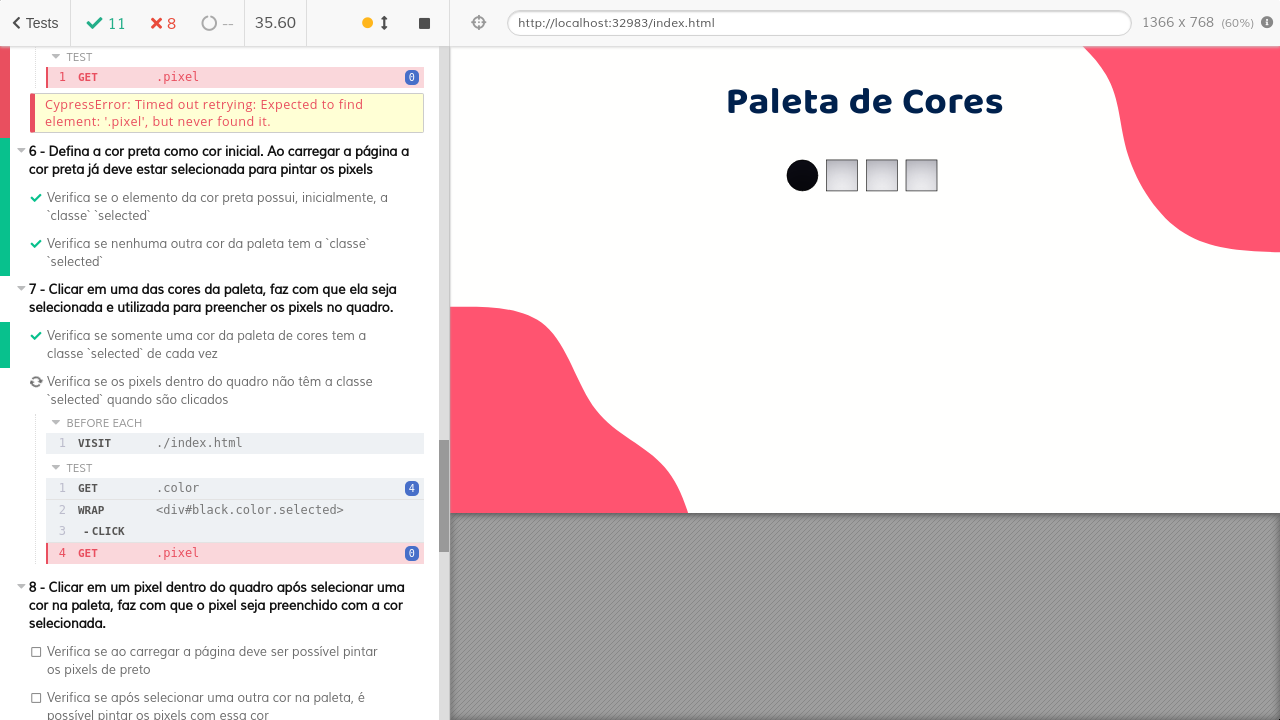 Tests
11
8
--
35.60
http://localhost:32983/index.html
1366 x 768 (60%)
TEST
1 GET .pixel 0
CypressError: Timed out retrying: Expected to find
element: '.pixel', but never found it.
6 - Defina a cor preta como cor inicial. Ao carregar a página a
cor preta já deve estar selecionada para pintar os pixels
Verifica se o elemento da cor preta possui, inicialmente, a
`classe` `selected`
Verifica se nenhuma outra cor da paleta tem a `classe`
`selected`
7 - Clicar em uma das cores da paleta, faz com que ela seja
selecionada e utilizada para preencher os pixels no quadro.
Verifica se somente uma cor da paleta de cores tem a
classe `selected` de cada vez
Verifica se os pixels dentro do quadro não têm a classe
`selected` quando são clicados
BEFORE EACH
1 VISIT ./index.html
TEST
1 GET .color 4
2 WRAP <div#black.color.selected>
3 - CLICK
4 GET .pixel 0
8 - Clicar em um pixel dentro do quadro após selecionar uma
cor na paleta, faz com que o pixel seja preenchido com a cor
selecionada.
Verifica se ao carregar a página deve ser possível pintar
os pixels de preto
Verifica se após selecionar uma outra cor na paleta, é
possível pintar os pixels com essa cor
Paleta de Cores